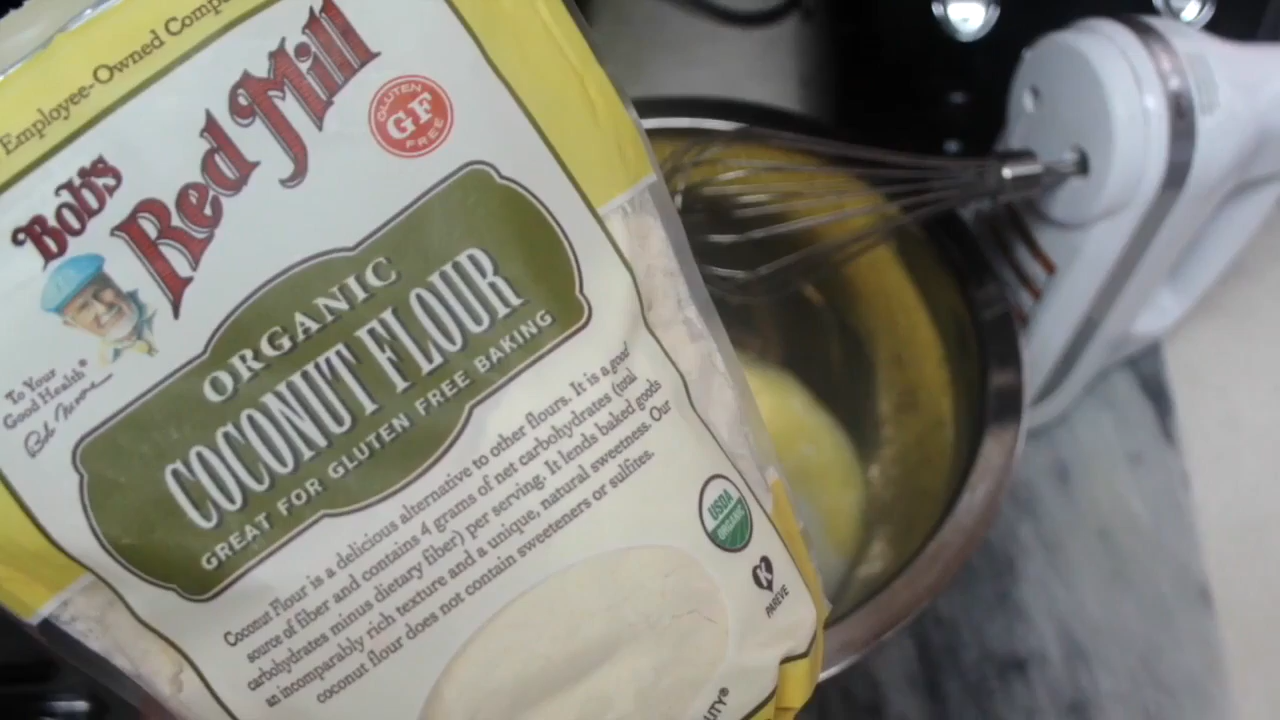 Employee-Owned Company
Bob's
Red Mill
GLUTEN
GF
FREE
To Your
Good Health®
ORGANIC
COCONUT FLOUR
GREAT FOR GLUTEN FREE BAKING
Coconut Flour is a delicious alternative to other flours. It is a good
source of fiber and contains 4 grams of net carbohydrates (total
carbohydrates minus dietary fiber) per serving. It lends baked goods
an incomparably rich texture and a unique, natural sweetness. Our
coconut flour does not contain sweeteners or sulfites.
USDA
ORGANIC
K
PAREVE